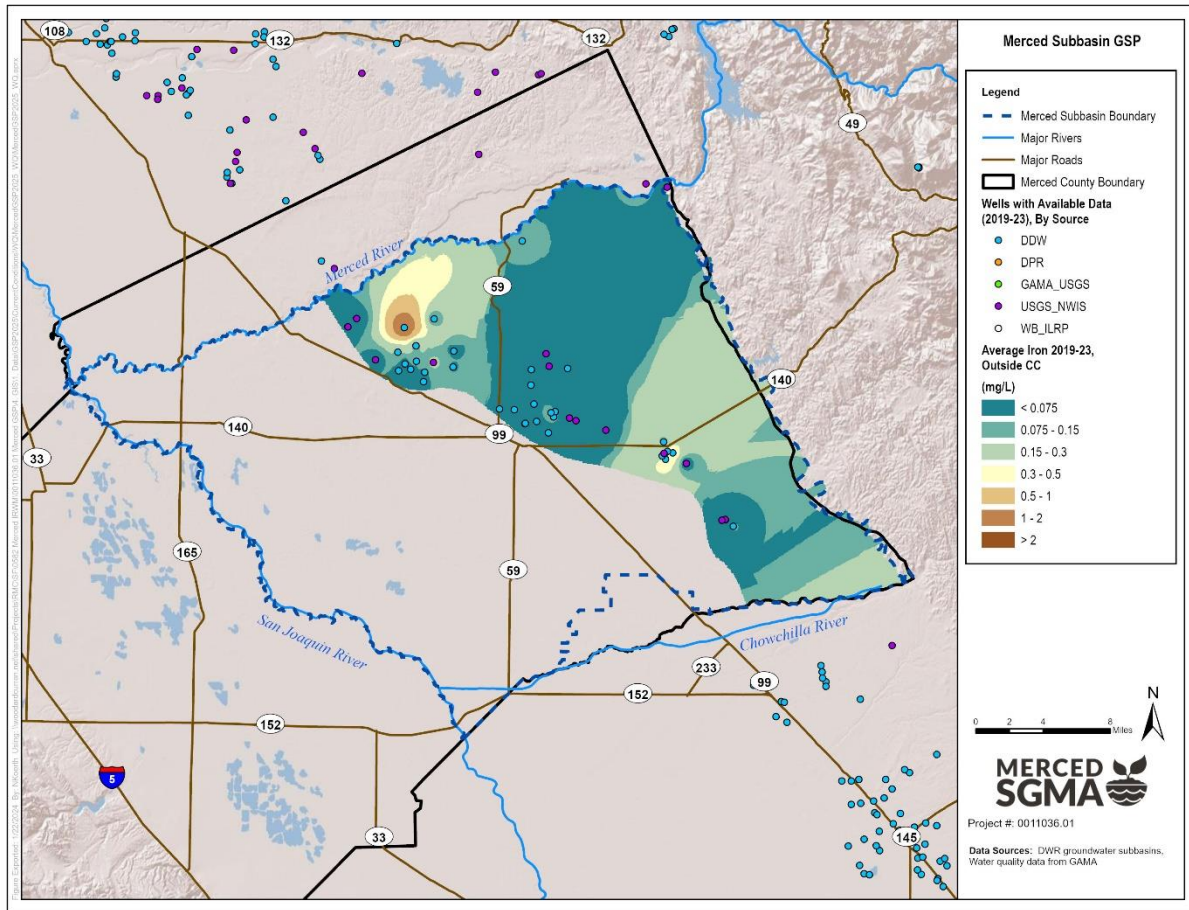 Merced Subbasin GSP
Legend
Merced Subbasin Boundary
Major Rivers
Major Roads
Merced County Boundary
Wells with Available Data
(2019-23), By Source
DDW
DPR
GAMA_USGS
USGS_NWIS
WB_ILRP
Average Iron 2019-23,
Outside CC
(mg/L)
< 0.075
0.075 - 0.15
0.15 - 0.3
0.3 - 0.5
0.5 - 1
1 - 2
> 2
N
0 2 4 8
Miles
MERCED
SGMA
Project #: 0011036.01
Data Sources: DWR groundwater subbasins,
Water quality data from GAMA
108
132
132
49
Merced River
59
140
140
99
33
165
59
San Joaquin River
Chowchilla River
233
99
152
152
5
33
145